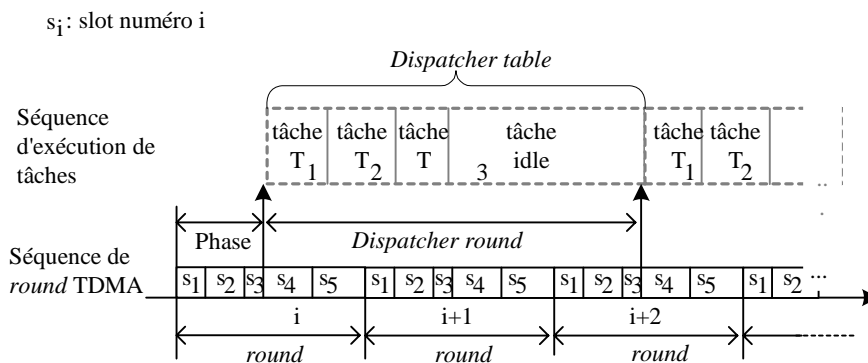 si: slot numéro i
Dispatcher table
Séquence
d'exécution de
tâches
tâche tâche tâche tâche tâche tâche
T1 T2 T 3 idle T1 T2
Phase Dispatcher round
Séquence de
round TDMA
s1 s2 s3 s4 s5 s1 s2 s3 s4 s5 s1 s2 s3 s4 s5 s1 s2 ...
i i+1 i+2
round round round